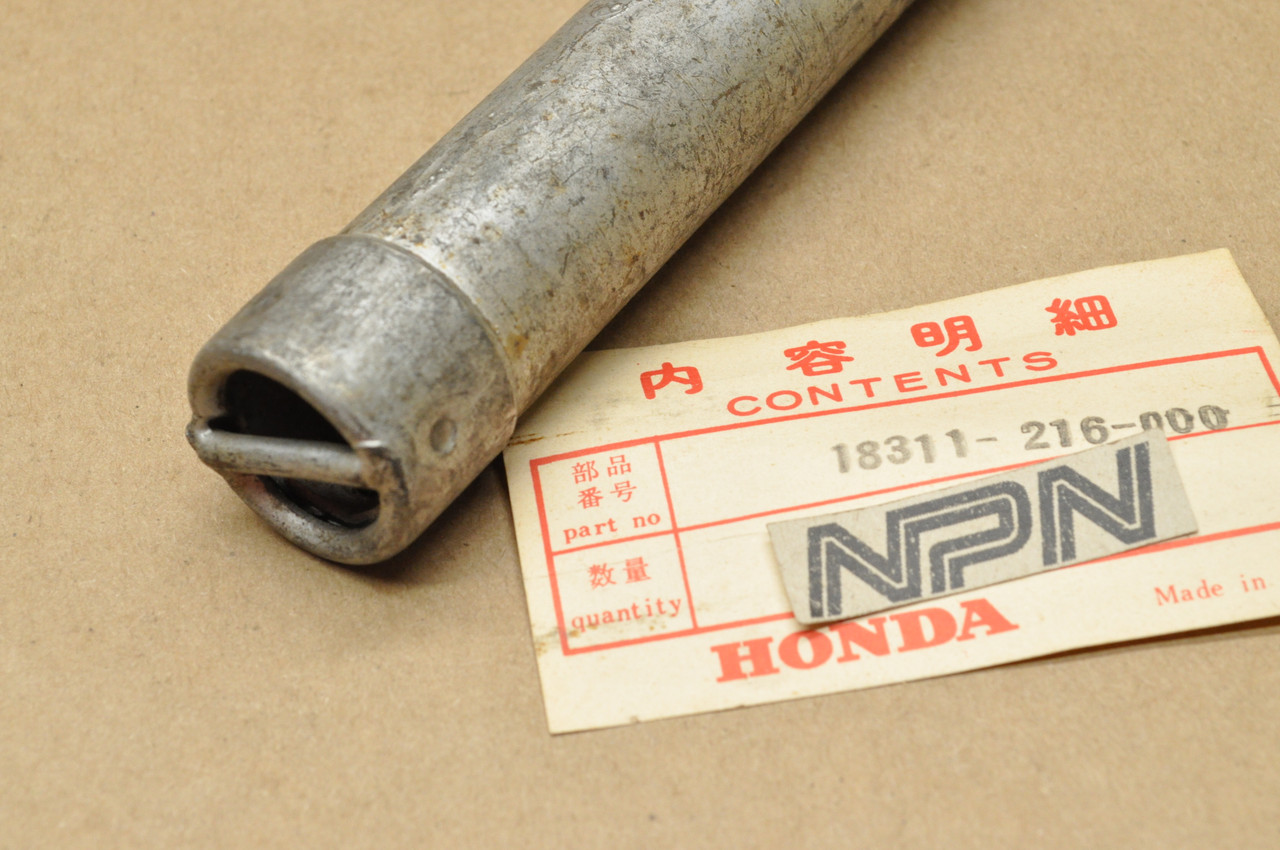 内容明細
CONTENTS
部品
番号
part no
18311-216-000
NPN
数量
quantity
HONDA
Made in